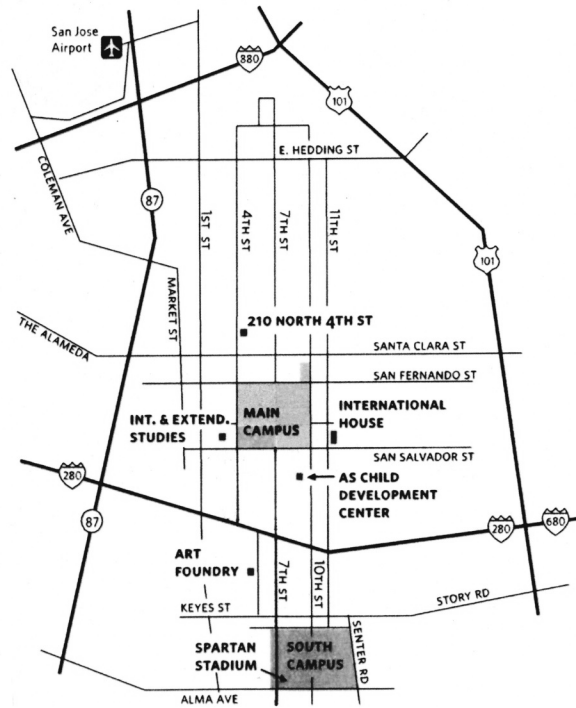 San Jose
Airport
880
101
E. HEDDING ST
COLEMAN AVE
87
1ST ST
4TH ST
7TH ST
11TH ST
101
MARKET ST
210 NORTH 4TH ST
THE ALAMEDA
SANTA CLARA ST
SAN FERNANDO ST
INT. & EXTEND.
STUDIES
MAIN
CAMPUS
INTERNATIONAL
HOUSE
SAN SALVADOR ST
280
AS CHILD
DEVELOPMENT
CENTER
87
280
680
ART
FOUNDRY
7TH ST
10TH ST
KEYES ST
STORY RD
SPARTAN
STADIUM
SOUTH
CAMPUS
SENTER RD
ALMA AVE